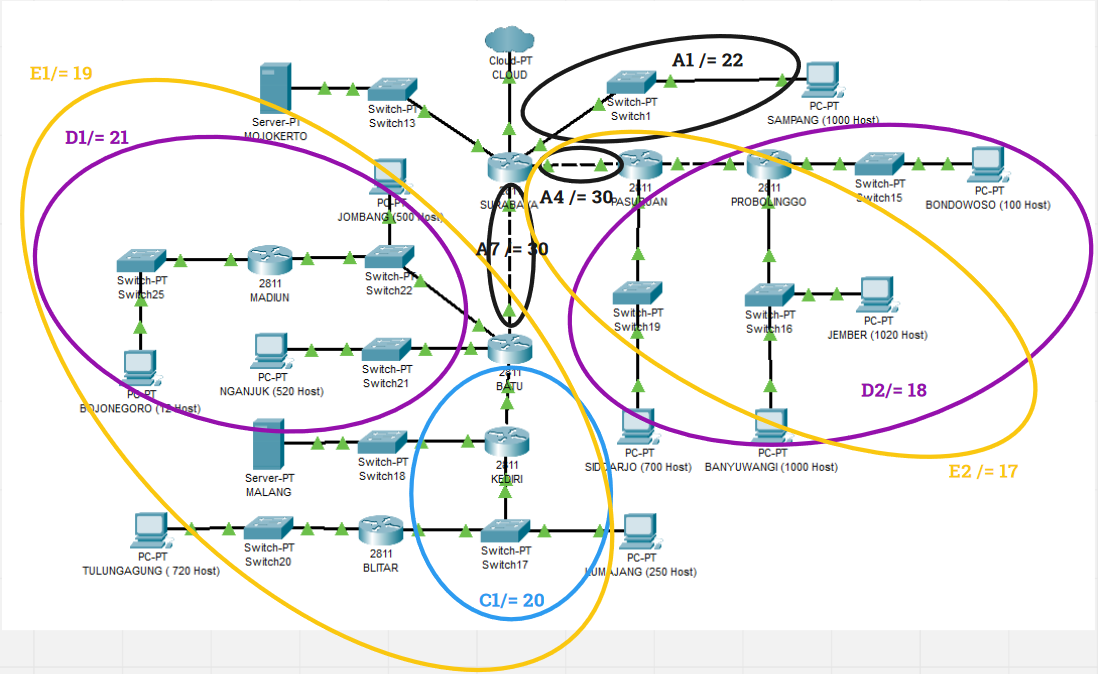 Cloud-PT
CLOUD
A1 /= 22
E1/= 19
Switch-PT
Switch13
Switch-PT
Switch1
PC-PT
SAMPANG (1000 Host)
Server-PT
MOJOKERTO
D1/= 21
2811
SURABAYA
A4 /= 30
2811
PASURUAN
2811
PROBOLINGGO
Switch-PT
Switch15
PC-PT
BONDOWOSO (100 Host)
PC-PT
JOMBANG (500 Host)
A7 /= 30
Switch-PT
Switch25
2811
MADIUN
Switch-PT
Switch22
Switch-PT
Switch19
Switch-PT
Switch16
PC-PT
JEMBER (1020 Host)
PC-PT
NGANJUK (520 Host)
Switch-PT
Switch21
2811
BATU
PC-PT
BOJONEGORO (12 Host)
D2/= 18
PC-PT
SIDOARJO (700 Host)
PC-PT
BANYUWANGI (1000 Host)
E2 /= 17
Server-PT
MALANG
Switch-PT
Switch18
2811
KEDIRI
PC-PT
TULUNGAGUNG ( 720 Host)
Switch-PT
Switch20
2811
BLITAR
Switch-PT
Switch17
PC-PT
LUMAJANG (250 Host)
C1/= 20